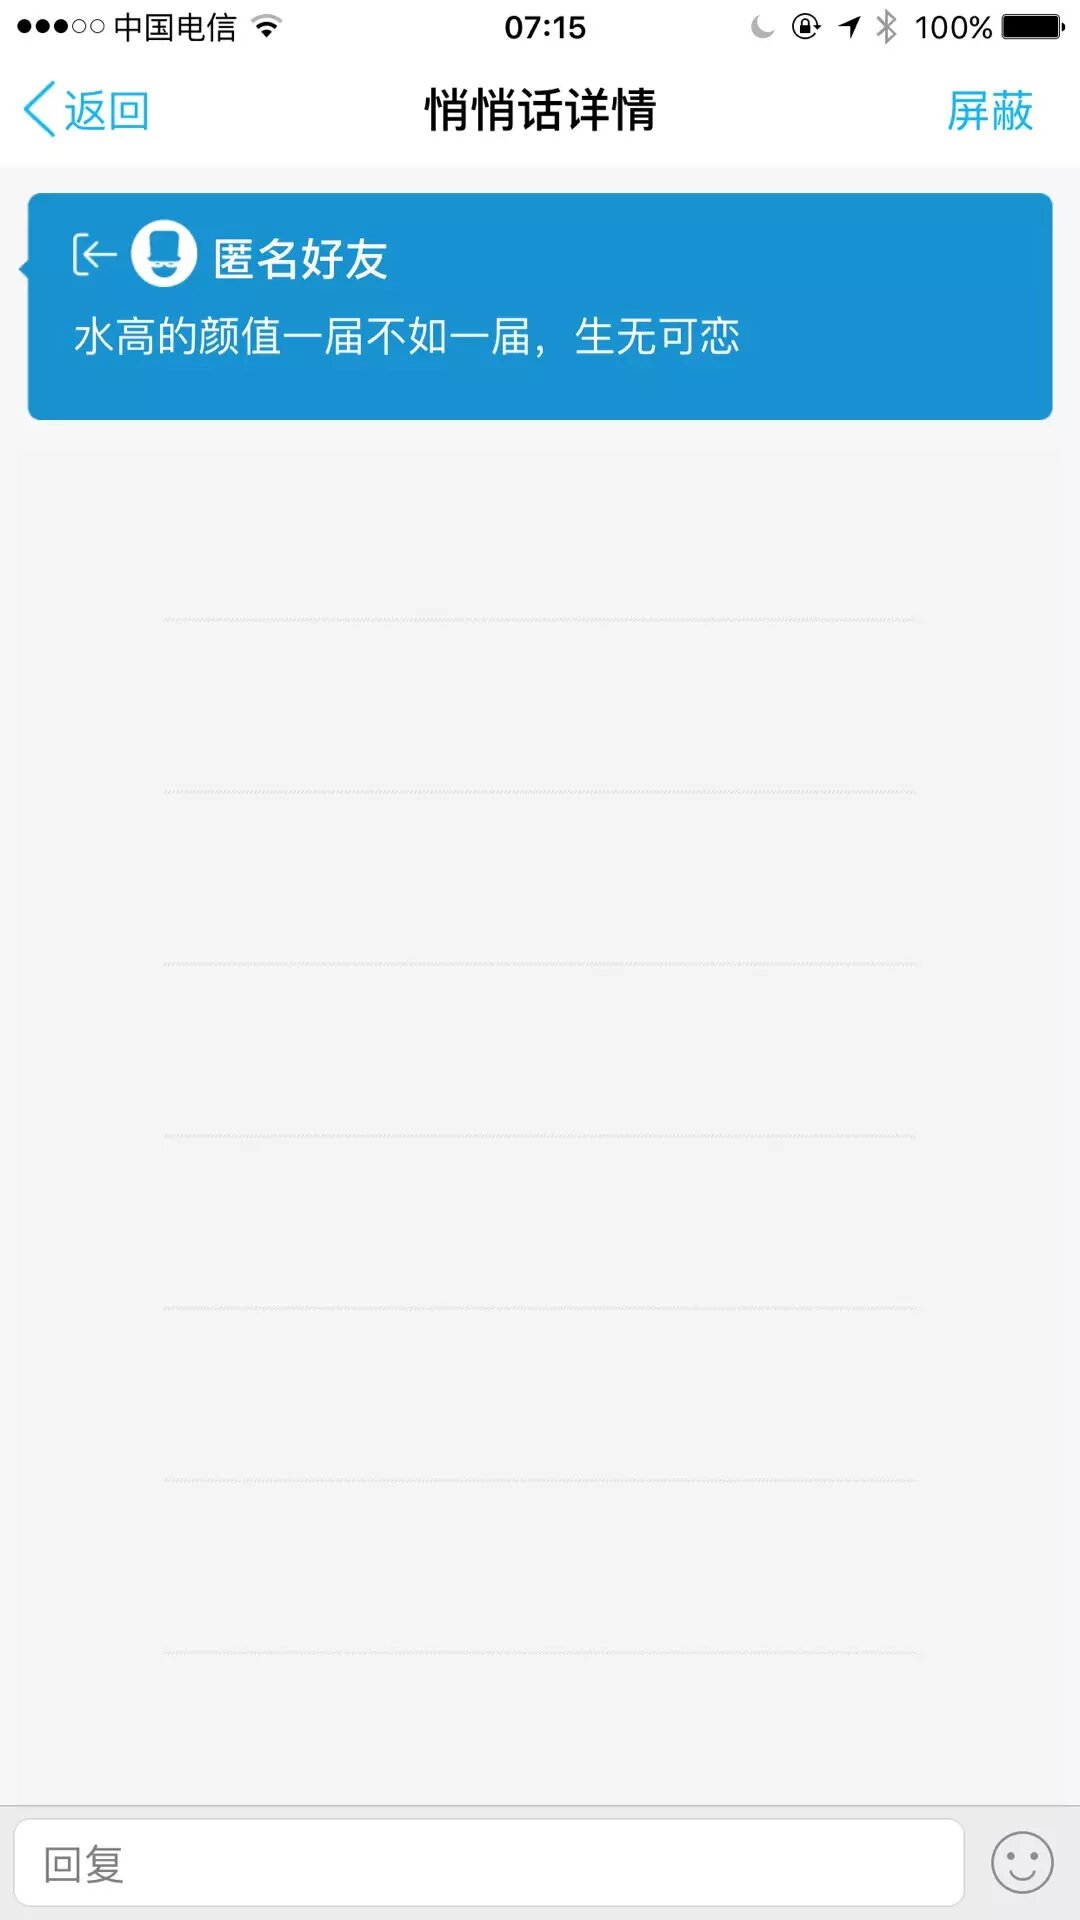 中国电信 07:15 100%
返回 悄悄话详情 屏蔽
匿名好友
水高的颜值一届不如一届，生无可恋
回复